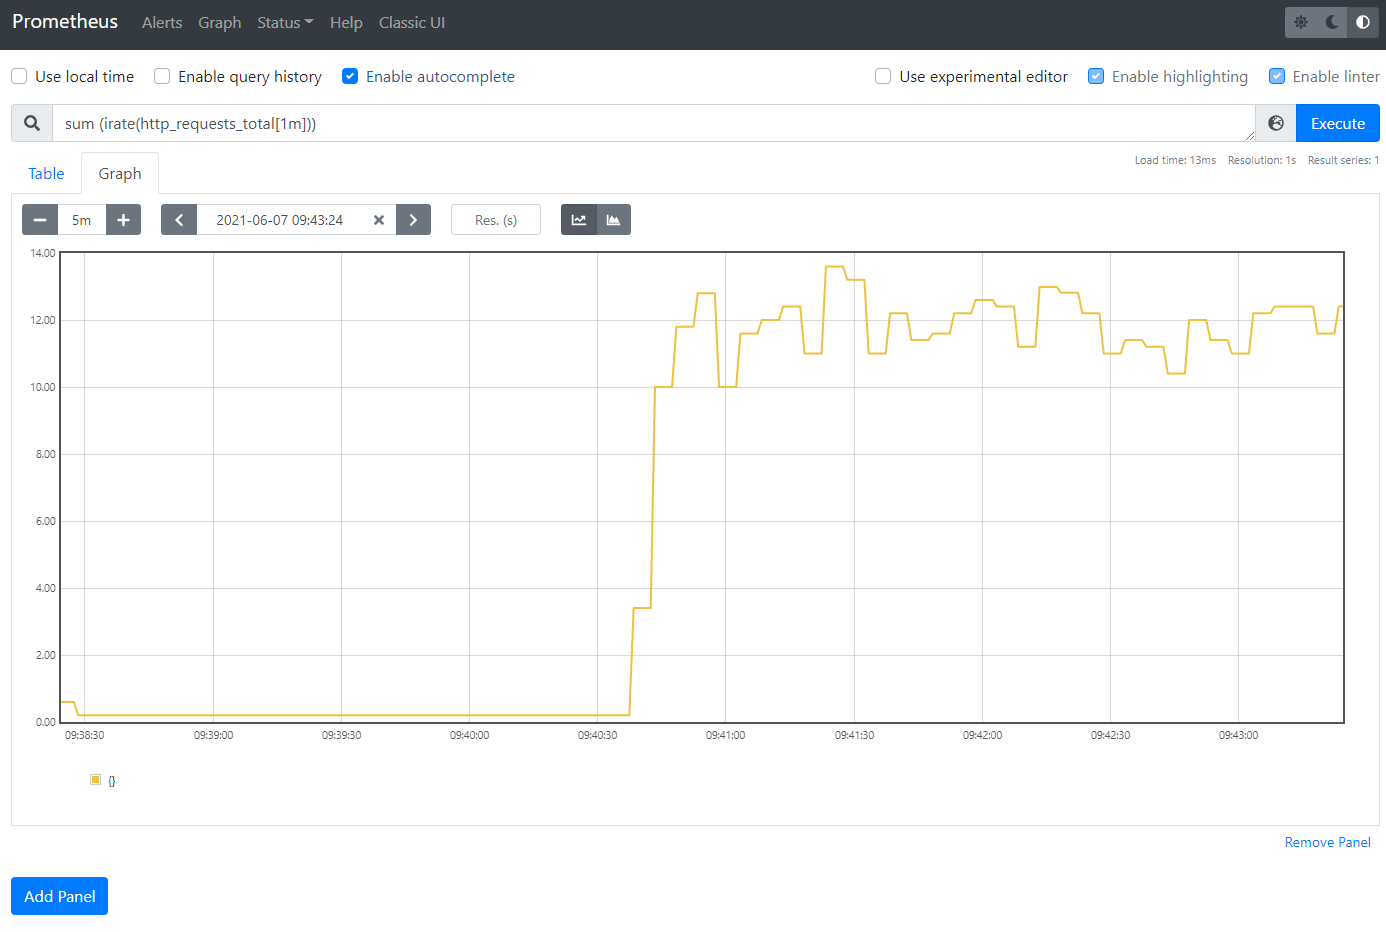 Prometheus Alerts Graph Status Help Classic UI
Use local time Enable query history Enable autocomplete Use experimental editor Enable highlighting Enable linter
sum (irate(http_requests_total[1m])) Execute
Load time: 13ms Resolution: 1s Result series: 1
Table Graph
5m 2021-06-07 09:43:24 Res. (s)
14.00
12.00
10.00
8.00
6.00
4.00
2.00
0.00
09:38:30 09:39:00 09:39:30 09:40:00 09:40:30 09:41:00 09:41:30 09:42:00 09:42:30 09:43:00
{}
Remove Panel
Add Panel